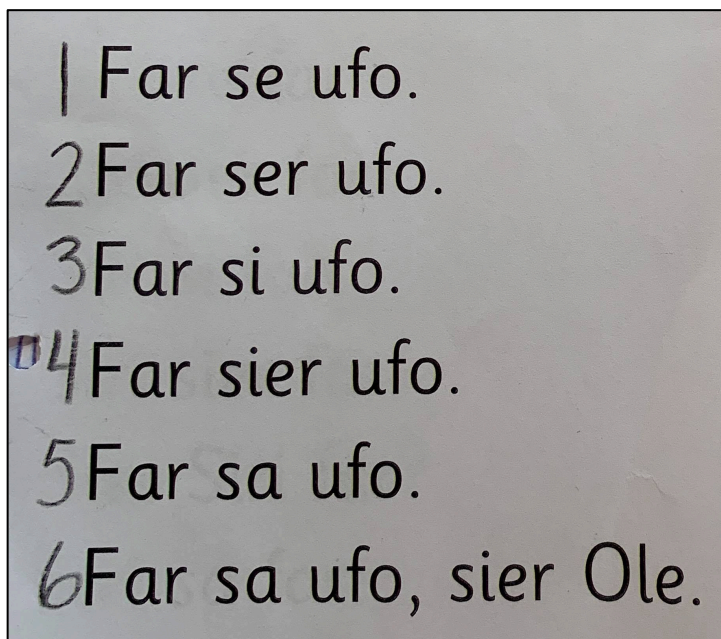 1 Far se ufo.
2 Far ser ufo.
3 Far si ufo.
4 Far sier ufo.
5 Far sa ufo.
6 Far sa ufo, sier Ole.